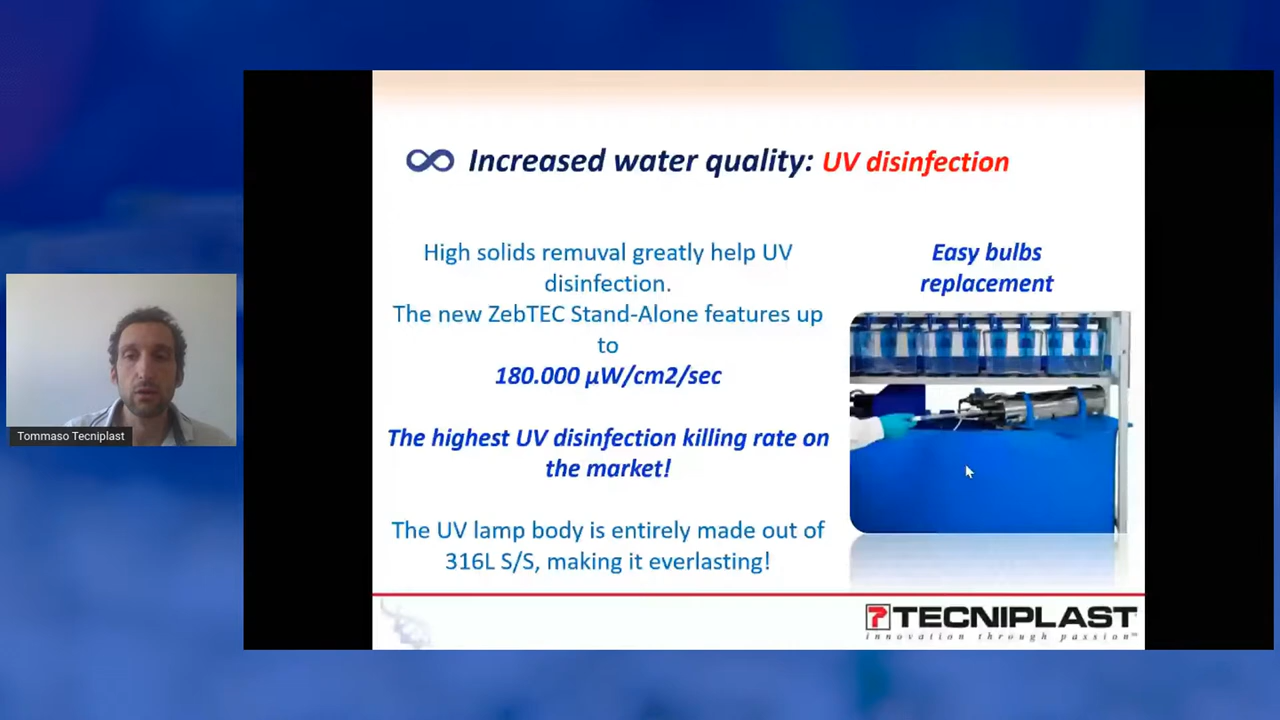 Increased water quality: UV disinfection
High solids remuval greatly help UV
disinfection.
The new ZebTEC Stand-Alone features up
to
180.000 µW/cm2/sec
The highest UV disinfection killing rate on
the market!
The UV lamp body is entirely made out of
316L S/S, making it everlasting!
Easy bulbs
replacement
TECNIPLAST
innovation through passion
Tommaso Tecniplast